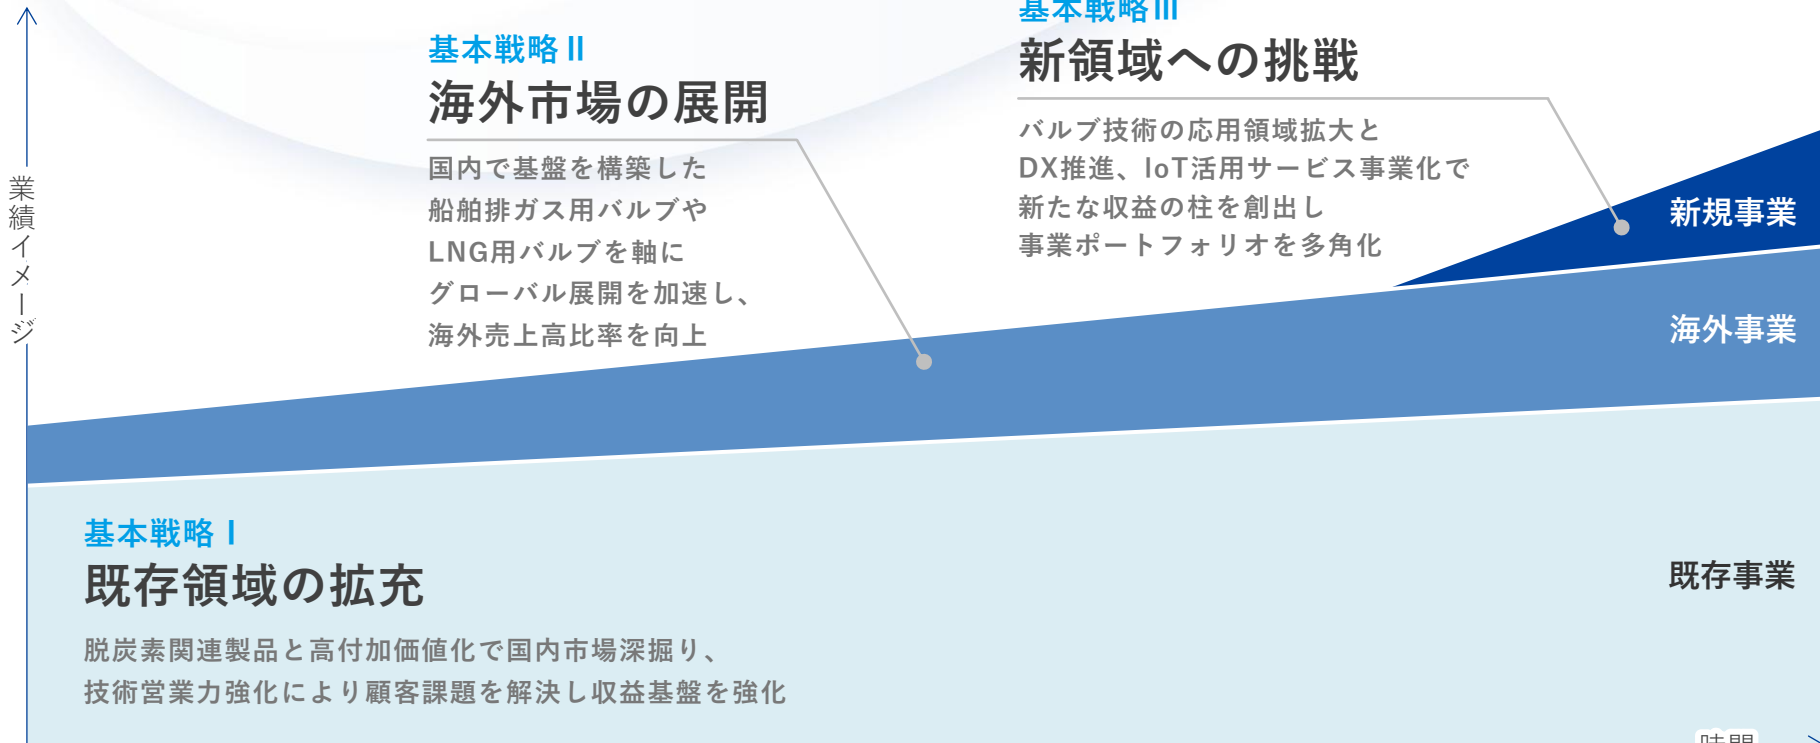 業績イメージ
基本戦略Ⅱ
海外市場の展開
国内で基盤を構築した
船舶排ガス用バルブや
LNG用バルブを軸に
グローバル展開を加速し、
海外売上高比率を向上
基本戦略Ⅲ
新領域への挑戦
バルブ技術の応用領域拡大と
DX推進、IoT活用サービス事業化で
新たな収益の柱を創出し
事業ポートフォリオを多角化
新規事業
海外事業
基本戦略Ⅰ
既存領域の拡充
脱炭素関連製品と高付加価値化で国内市場深掘り、
技術営業力強化により顧客課題を解決し収益基盤を強化
既存事業
時間